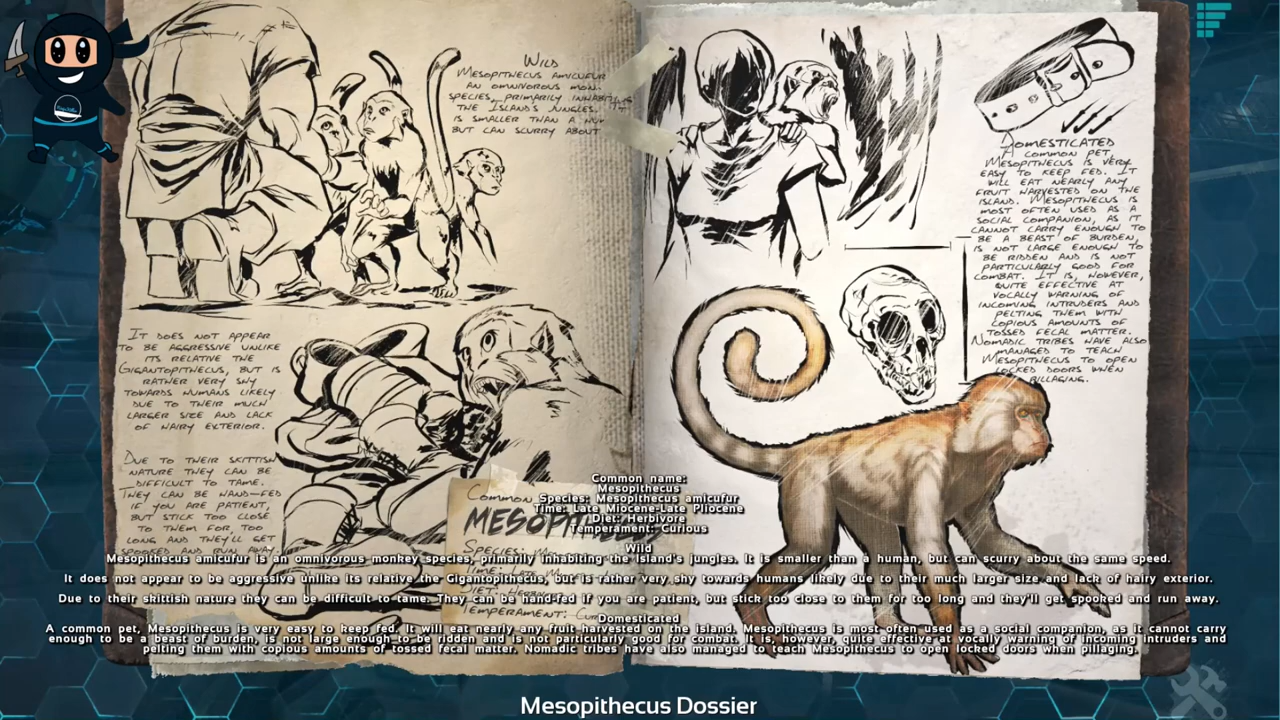 Wild
Mesopithecus amicufur
an omnivorous mon-
species, primarily inhabiting
the Island's jungles. It
is smaller than a hum
but can scurry about
It does not appear
to be aggressive unlike
its relative the
Gigantopithecus, but is
rather very shy
towards humans likely
due to their much
larger size and lack
of hairy exterior.
Due to their skittish
nature they can be
difficult to tame.
They can be hand-fed
if you are patient,
but stick too close
to them for too
long and they'll get
spooked and run away.
Domesticated
A common pet,
Mesopithecus is very
easy to keep fed. It
will eat nearly any
fruit harvested on the
island. Mesopithecus is
most often used as a
social companion, as it
cannot carry enough to
be a beast of burden,
is not large enough to
be ridden and is not
particularly good for
combat. It is, however,
quite effective at
vocally warning of
incoming intruders and
pelting them with
copious amounts of
tossed fecal matter.
Nomadic tribes have also
managed to teach
Mesopithecus to open
locked doors when
pillaging.
Common
Species:
Time:
Diet: Herb
Temperament: Cu
Common name:
Mesopithecus
Species: Mesopithecus amicufur
Time: Late Miocene-Late Pliocene
Diet: Herbivore
Temperament: Curious
Wild
Mesopithecus amicufur is an omnivorous monkey species, primarily inhabiting the Island's jungles. It is smaller than a human, but can scurry about the same speed.
It does not appear to be aggressive unlike its relative the Gigantopithecus, but is rather very shy towards humans likely due to their much larger size and lack of hairy exterior.
Due to their skittish nature they can be difficult to tame. They can be hand-fed if you are patient, but stick too close to them for too long and they'll get spooked and run away.
Domesticated
A common pet, Mesopithecus is very easy to keep fed. It will eat nearly any fruit harvested on the island. Mesopithecus is most often used as a social companion, as it cannot carry
enough to be a beast of burden, is not large enough to be ridden and is not particularly good for combat. It is, however, quite effective at vocally warning of incoming intruders and
pelting them with copious amounts of tossed fecal matter. Nomadic tribes have also managed to teach Mesopithecus to open locked doors when pillaging.
Mesopithecus Dossier